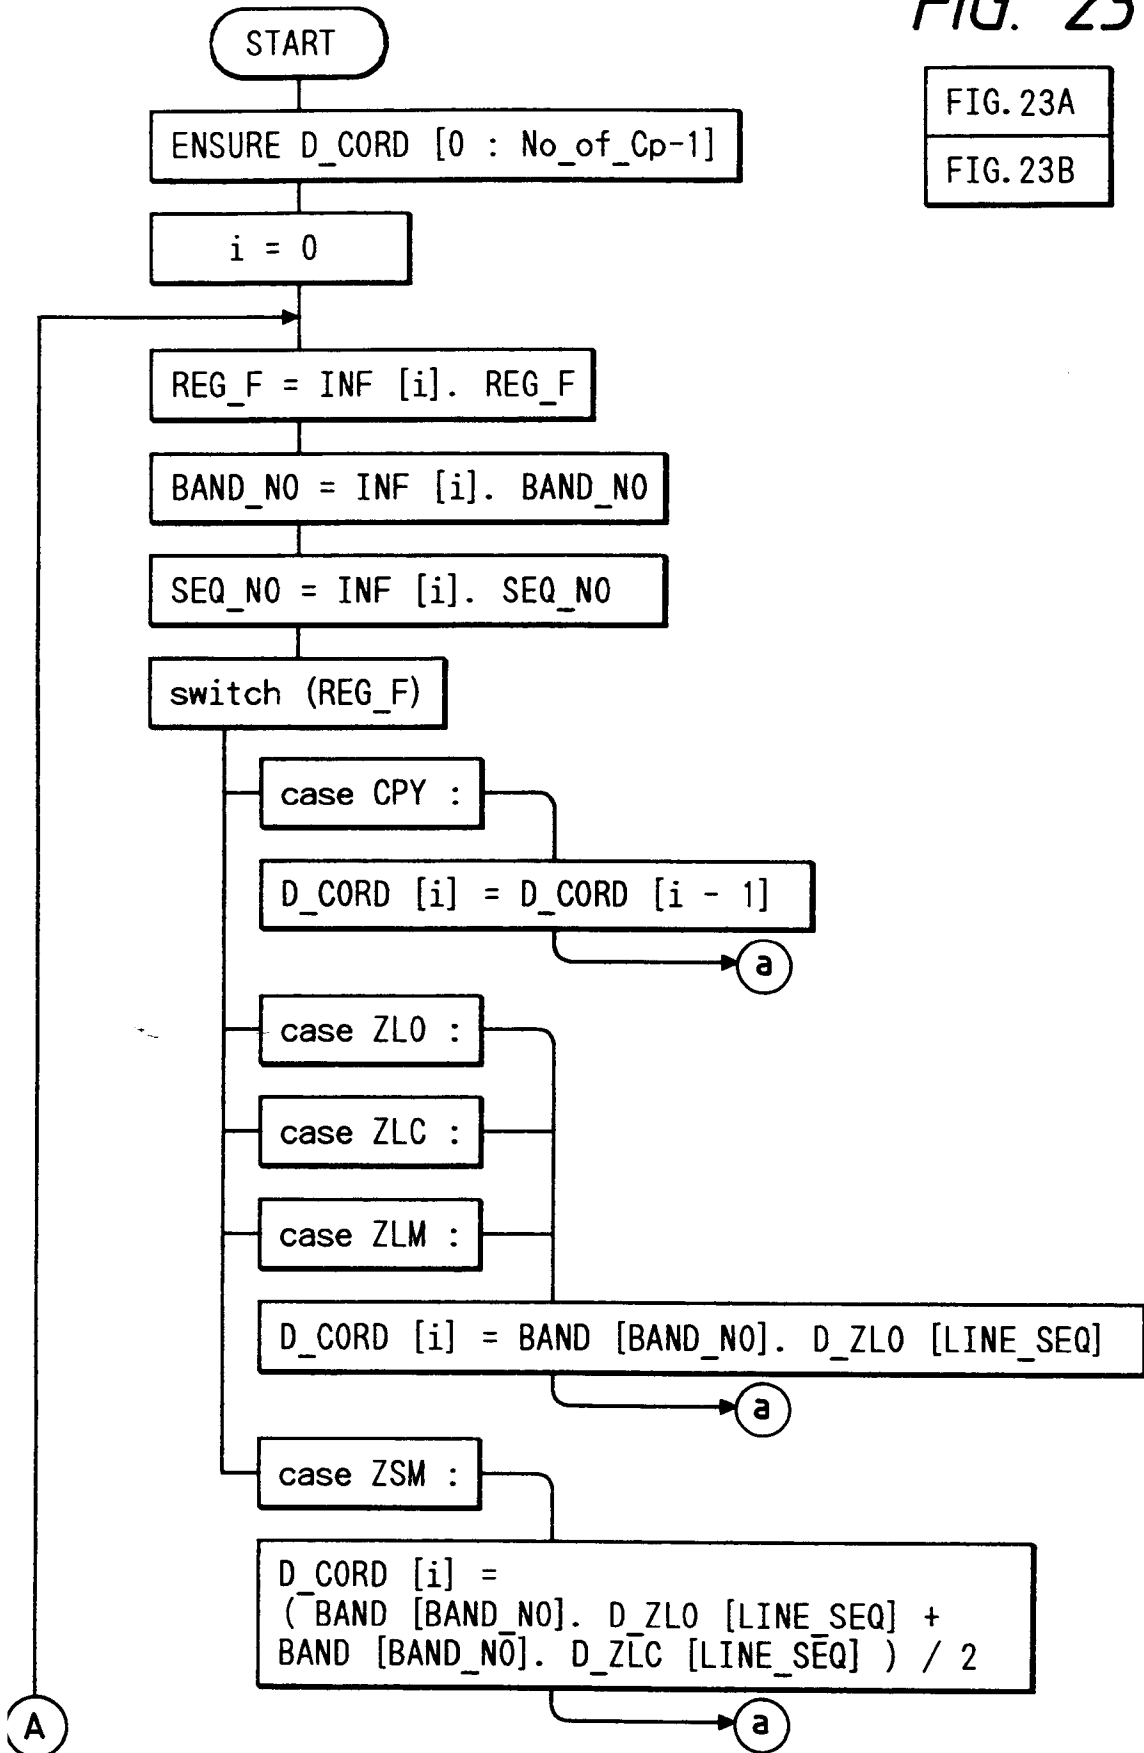 FIG. 23
FIG. 23A
FIG. 23B
START
ENSURE D_CORD [0 : No_of_Cp-1]
i = 0
REG_F = INF [i]. REG_F
BAND_NO = INF [i]. BAND_NO
SEQ_NO = INF [i]. SEQ_NO
switch (REG_F)
case CPY :
D_CORD [i] = D_CORD [i - 1]
a
case ZLO :
case ZLC :
case ZLM :
D_CORD [i] = BAND [BAND_NO]. D_ZLO [LINE_SEQ]
a
case ZSM :
D_CORD [i] =
( BAND [BAND_NO]. D_ZLO [LINE_SEQ] +
BAND [BAND_NO]. D_ZLC [LINE_SEQ] ) / 2
a
A